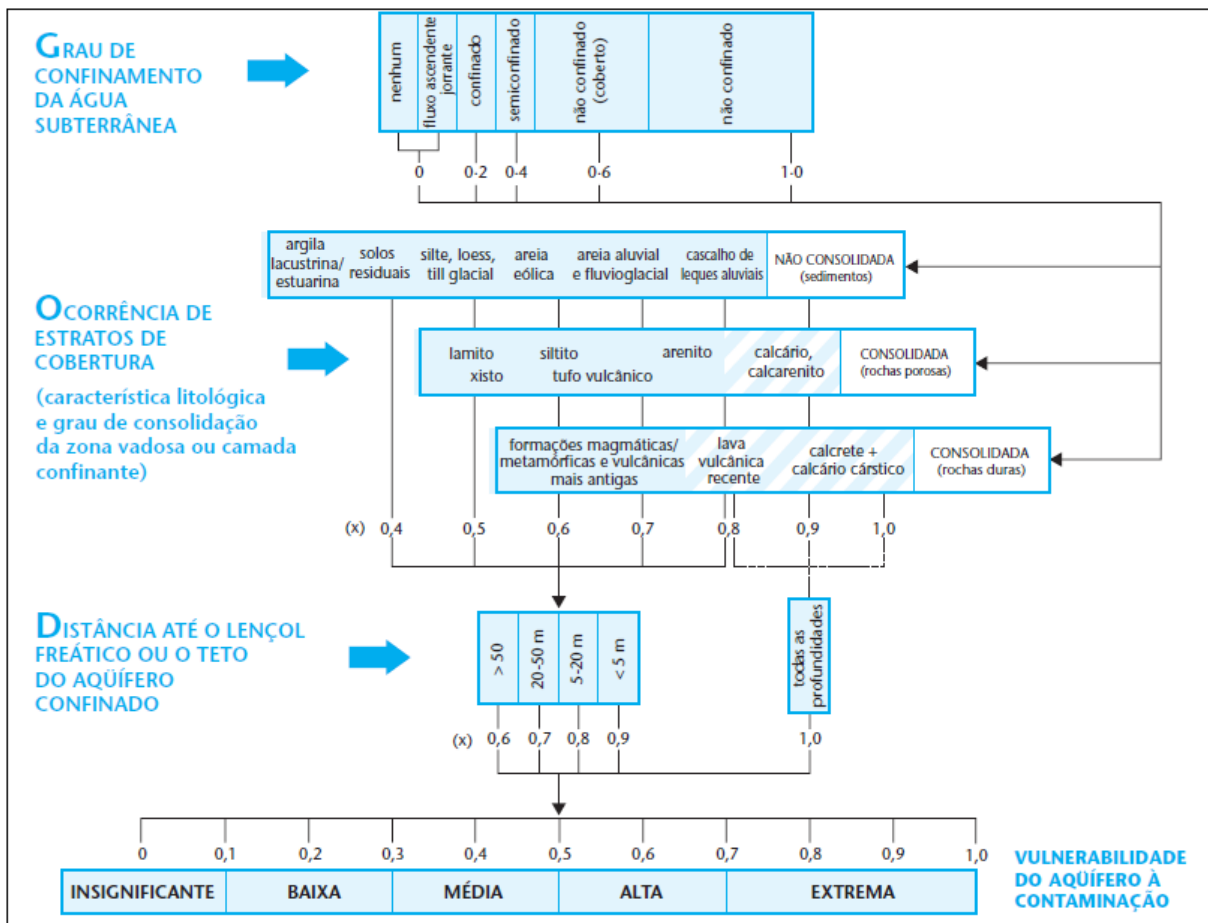 GRAU DE
CONFINAMENTO
DA ÁGUA
SUBTERRÂNEA
nenhum
fluxo ascendente
jorrante
confinado
semiconfinado
não confinado
(coberto)
não confinado
0 0·2 0·4 0·6 1·0
OCORRÊNCIA DE
ESTRATOS DE
COBERTURA
(característica litológica
e grau de consolidação
da zona vadosa ou camada
confinante)
argila
lacustrina/
estuarina
solos
residuais
silte, loess,
till glacial
areia
eólica
areia aluvial
e fluvioglacial
cascalho de
leques aluviais
NÃO CONSOLIDADA
(sedimentos)
lamito
xisto
siltito
tufo vulcânico
arenito
calcário,
calcarenito
CONSOLIDADA
(rochas porosas)
formações magmáticas/
metamórficas e vulcânicas
mais antigas
lava
vulcânica
recente
calcrete +
calcário cárstico
CONSOLIDADA
(rochas duras)
(x) 0,4 0,5 0,6 0,7 0,8 0,9 1,0
DISTÂNCIA ATÉ O LENÇOL
FREÁTICO OU O TETO
DO AQÜÍFERO
CONFINADO
> 50
20-50 m
5-20 m
< 5 m
todas as
profundidades
(x) 0,6 0,7 0,8 0,9 1,0
0 0,1 0,2 0,3 0,4 0,5 0,6 0,7 0,8 0,9 1,0
INSIGNIFICANTE BAIXA MÉDIA ALTA EXTREMA
VULNERABILIDADE
DO AQÜÍFERO À
CONTAMINAÇÃO